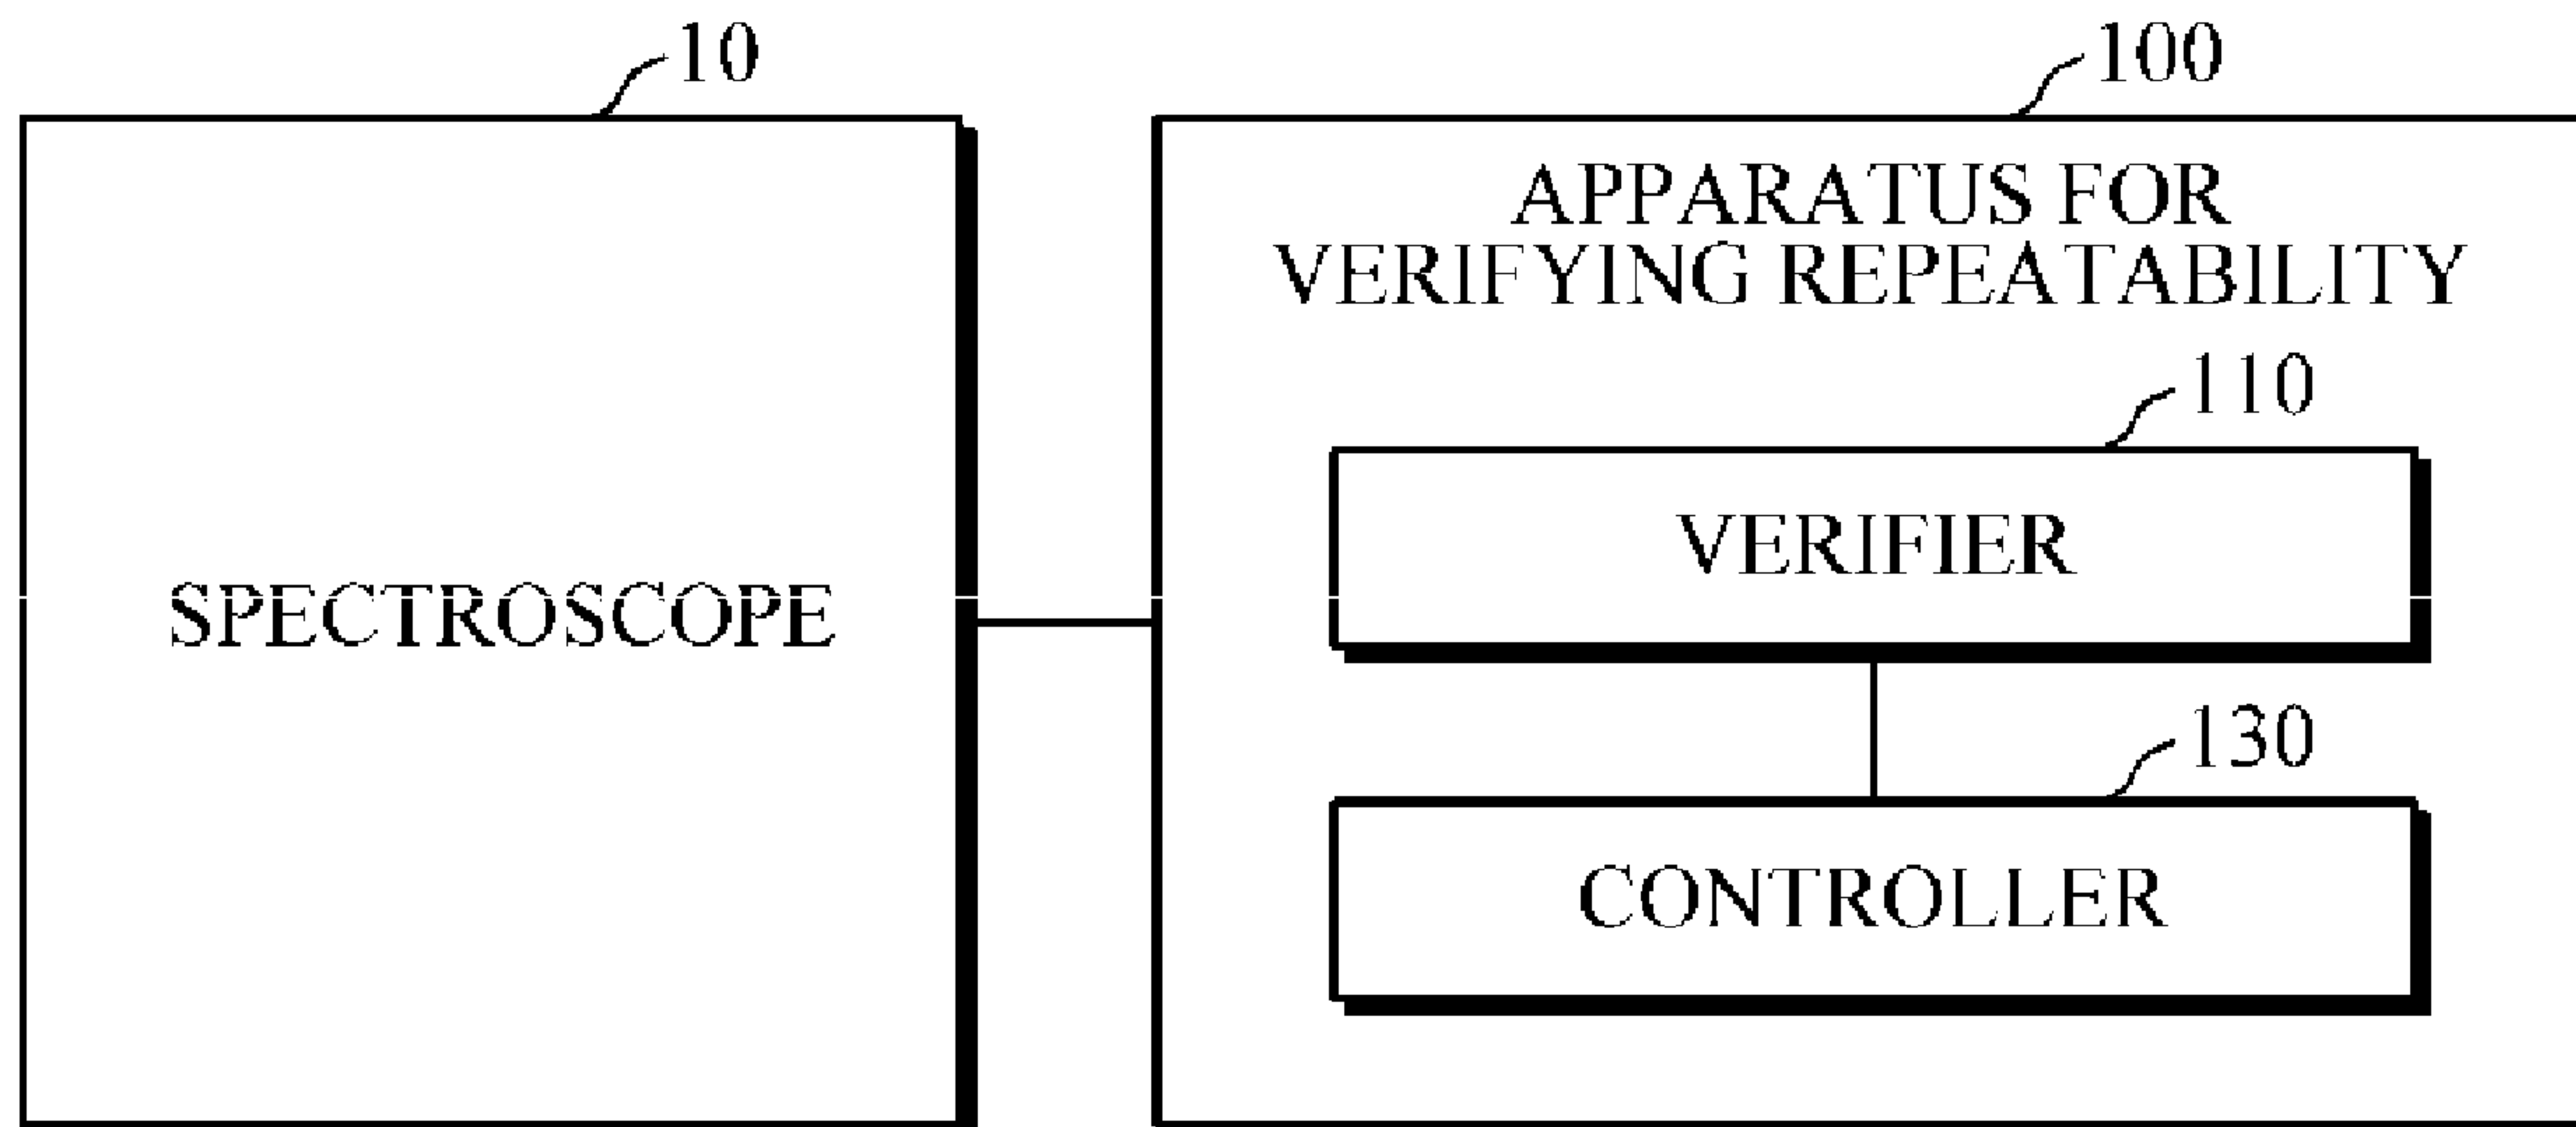 10
SPECTROSCOPE
100
APPARATUS FOR
VERIFYING REPEATABILITY
110
VERIFIER
130
CONTROLLER